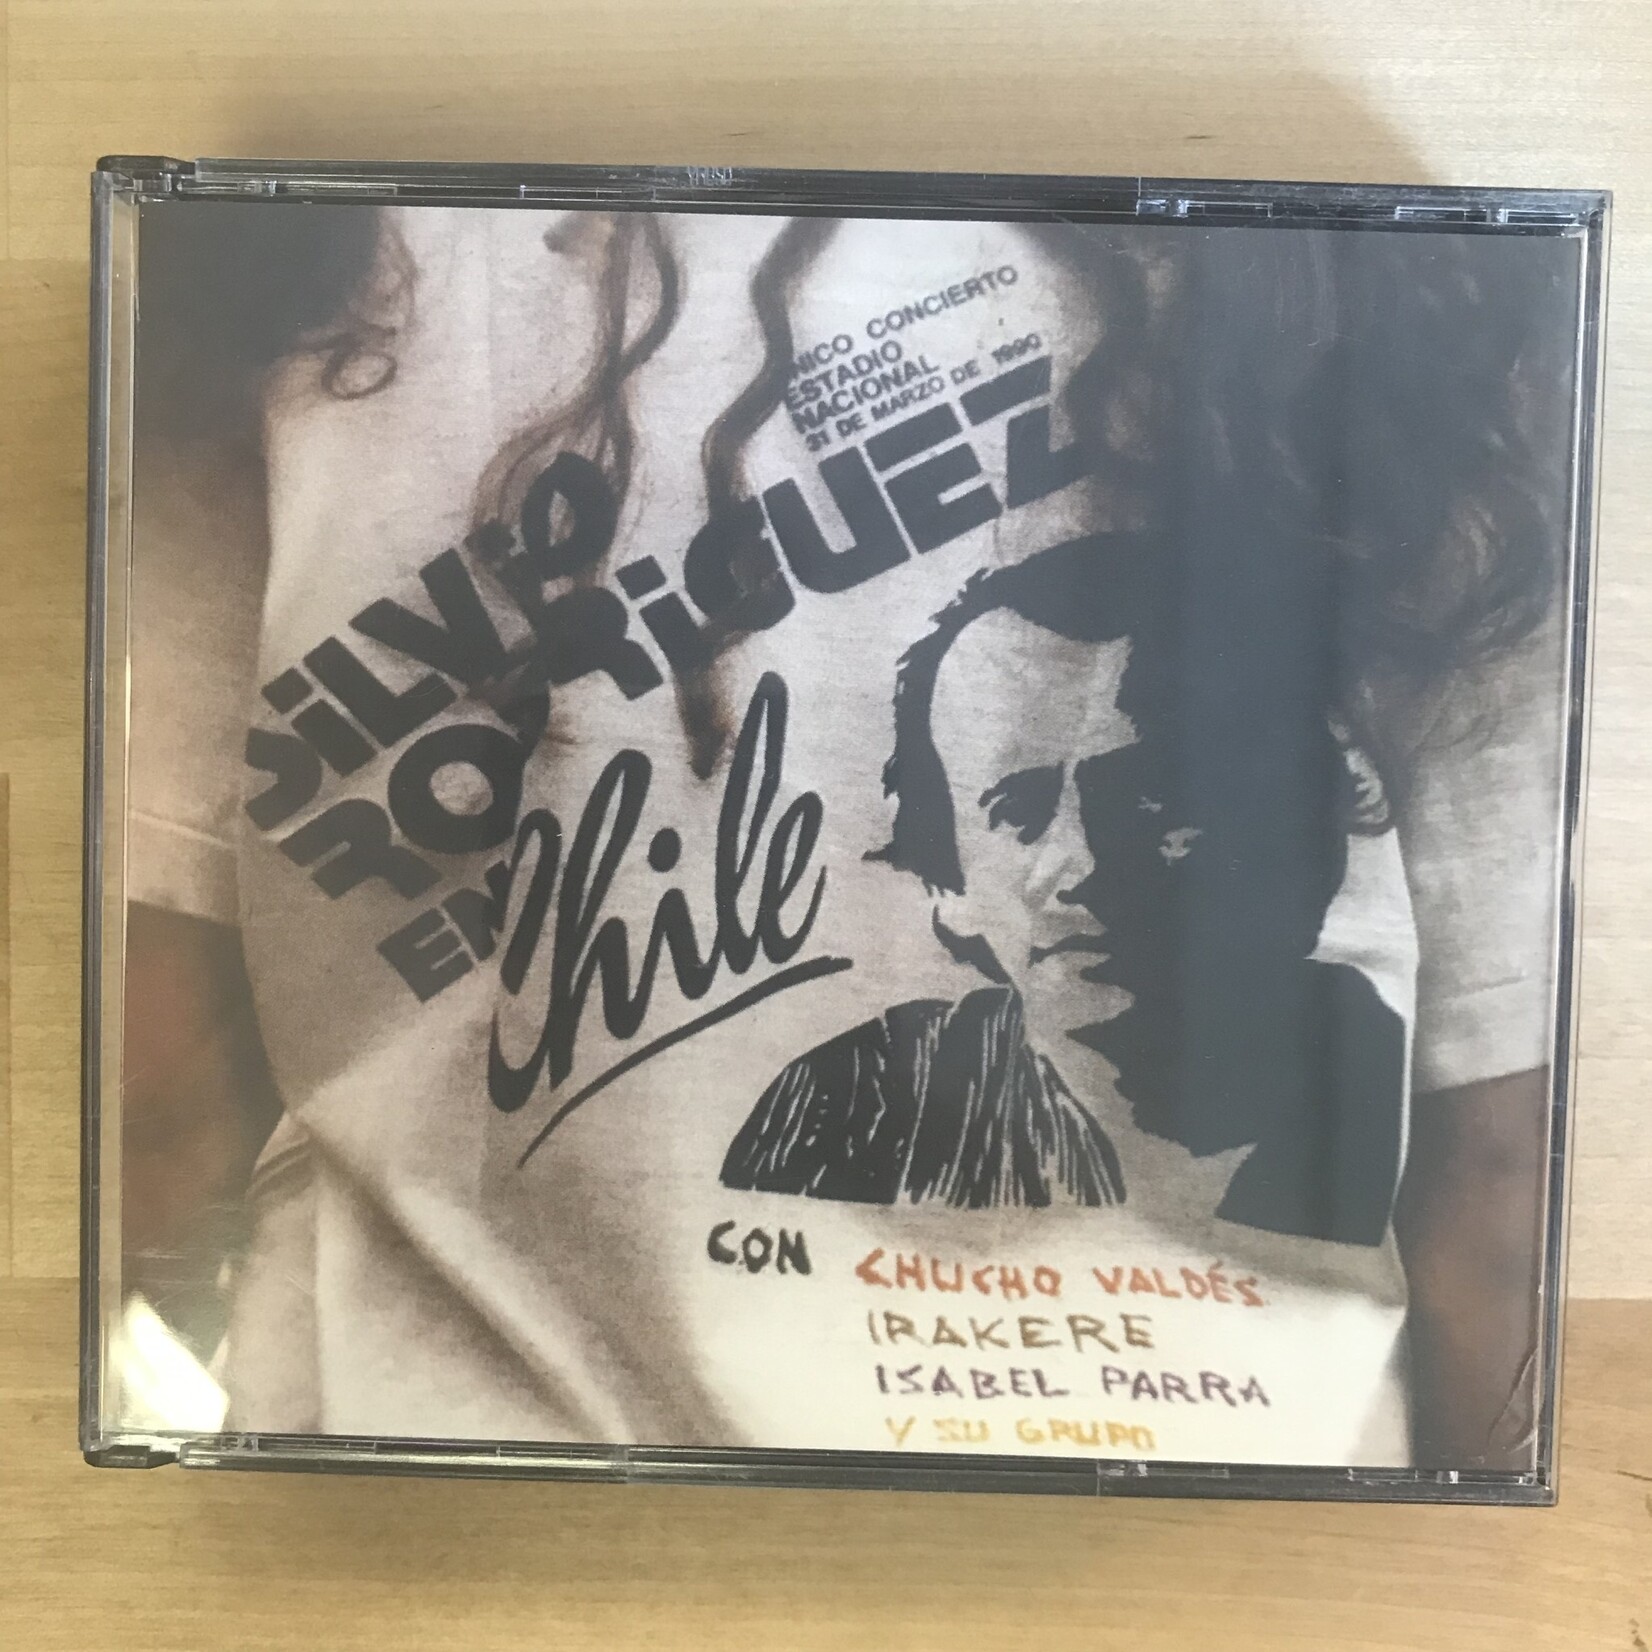 NICO CONCIERTO
ESTADIO
NACIONAL
31 DE MARZO DE 1990
SiLViO
RODRiGUEZ
EN Chile
CON CHUCHO VALDÉS
IRAKERE
ISABEL PARRA
Y SU GRUPO